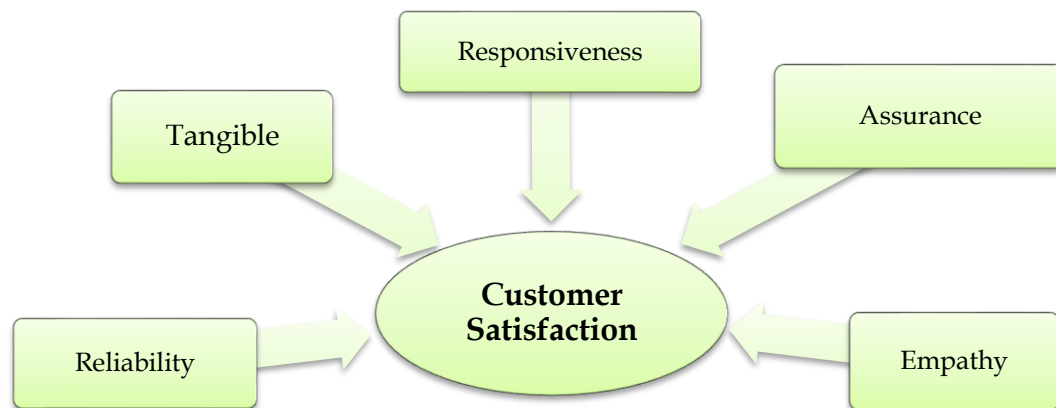 Responsiveness
Assurance
Tangible
Customer
Satisfaction
Reliability
Empathy